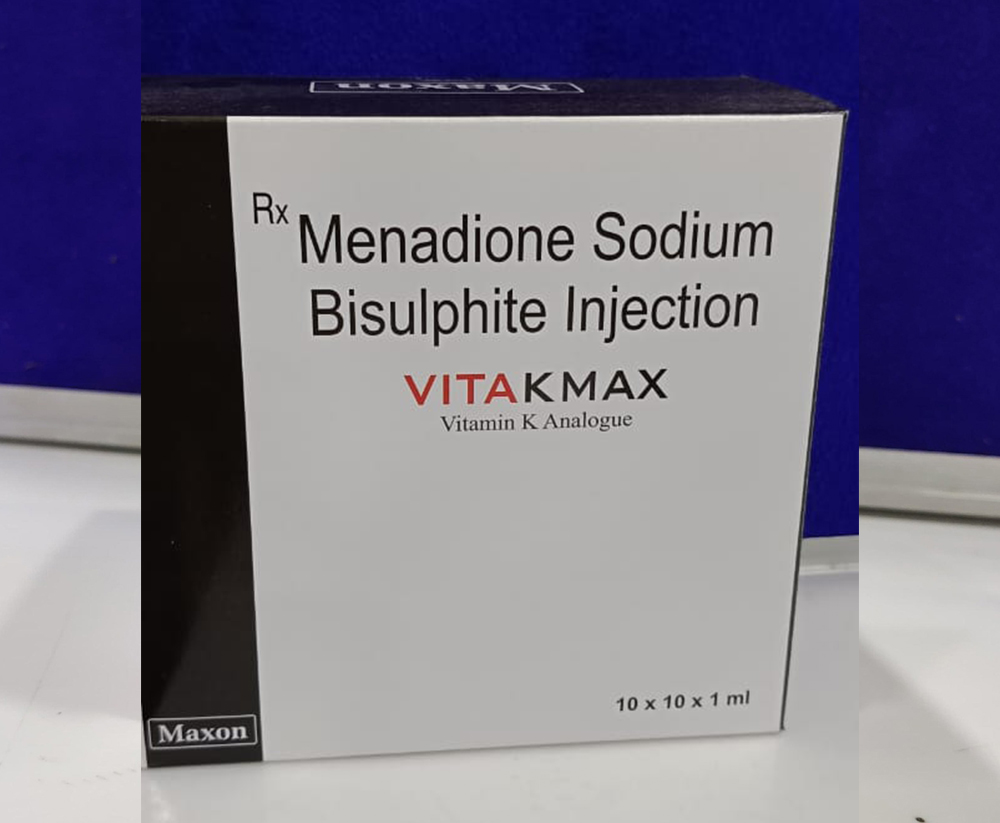 Maxon
Rx Menadione Sodium
Bisulphite Injection
VITAKMAX
Vitamin K Analogue
10 x 10 x 1 ml
Maxon